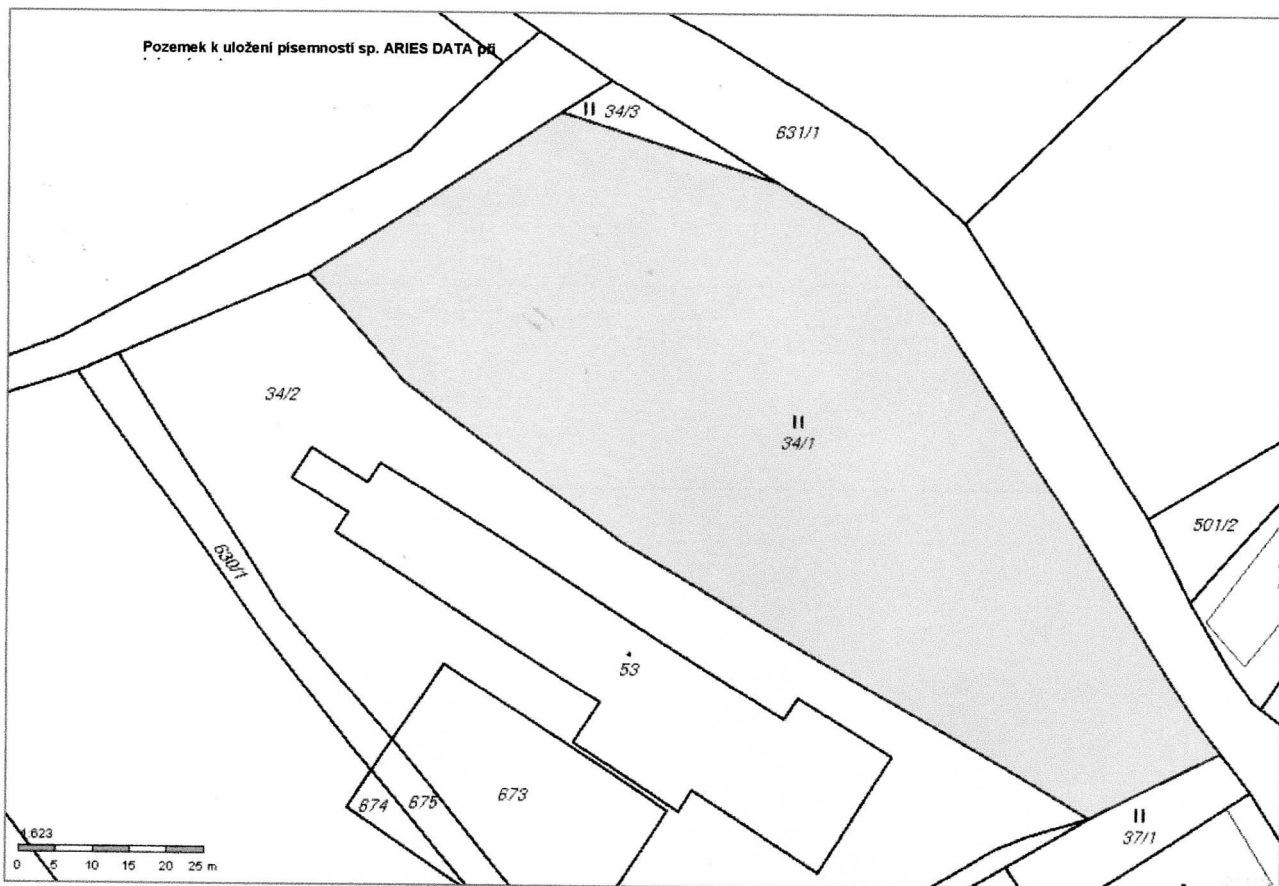 Pozemek k uložení písemností sp. ARIES DATA při
II 34/3
631/1
34/2
II
34/1
501/2
630/1
53
674
675
673
II
37/1
1:623
0 5 10 15 20 25 m